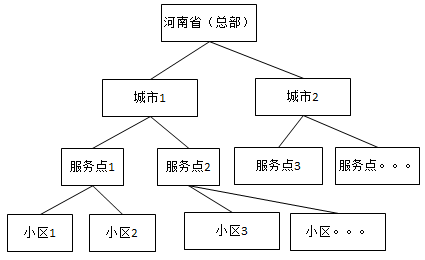 河南省（总部）
城市1
城市2
服务点1
服务点2
服务点3
服务点。。。
小区1
小区2
小区3
小区。。。